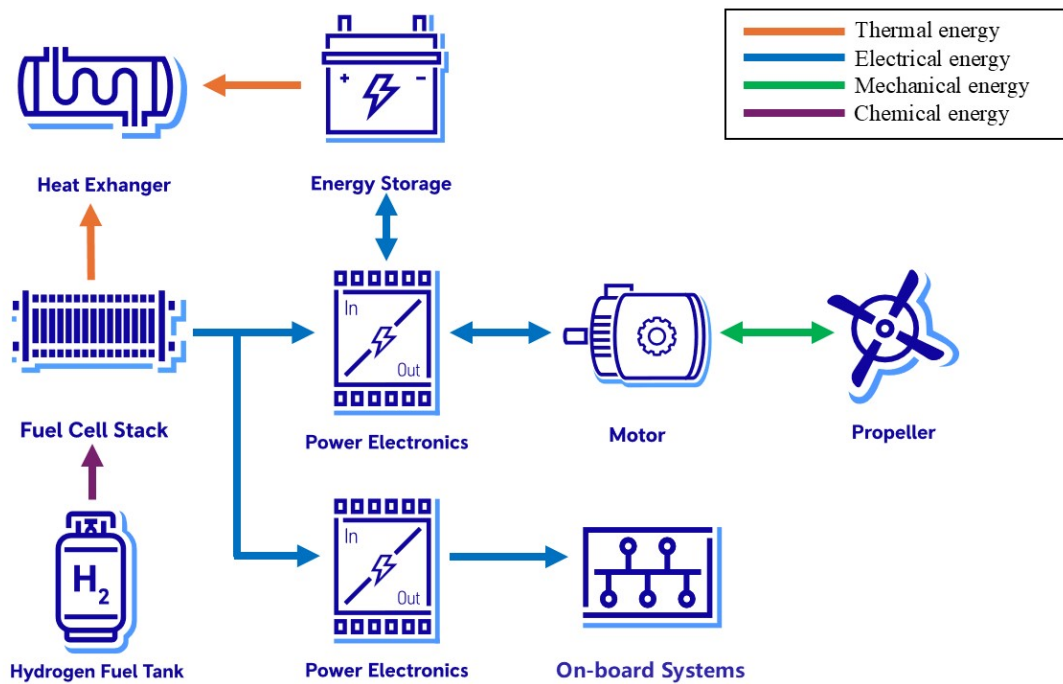 Thermal energy
Electrical energy
Mechanical energy
Chemical energy
+ −
Heat Exhanger
Energy Storage
In
Out
Fuel Cell Stack
Power Electronics
Motor
Propeller
H2
In
Out
Hydrogen Fuel Tank
Power Electronics
On-board Systems